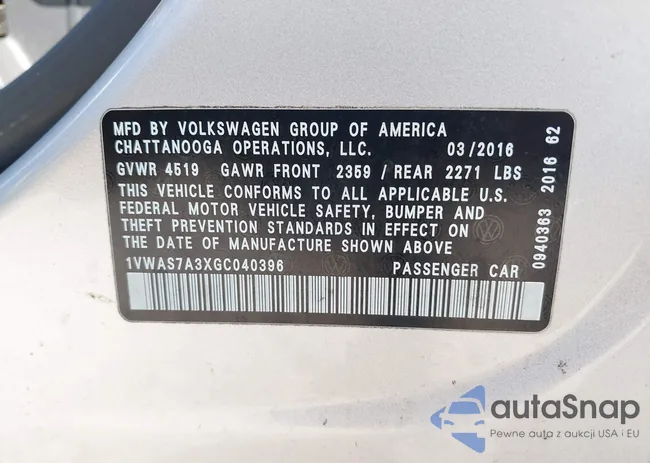 MFD BY VOLKSWAGEN GROUP OF AMERICA
CHATTANOOGA OPERATIONS, LLC. 03/2016
GVWR 4519 GAWR FRONT 2359 / REAR 2271 LBS
THIS VEHICLE CONFORMS TO ALL APPLICABLE U.S.
FEDERAL MOTOR VEHICLE SAFETY, BUMPER AND
THEFT PREVENTION STANDARDS IN EFFECT ON
THE DATE OF MANUFACTURE SHOWN ABOVE
1VWAS7A3XGC040396 PASSENGER CAR
0940363 2016 62
autoSnap
Pewne auta z aukcji USA i EU